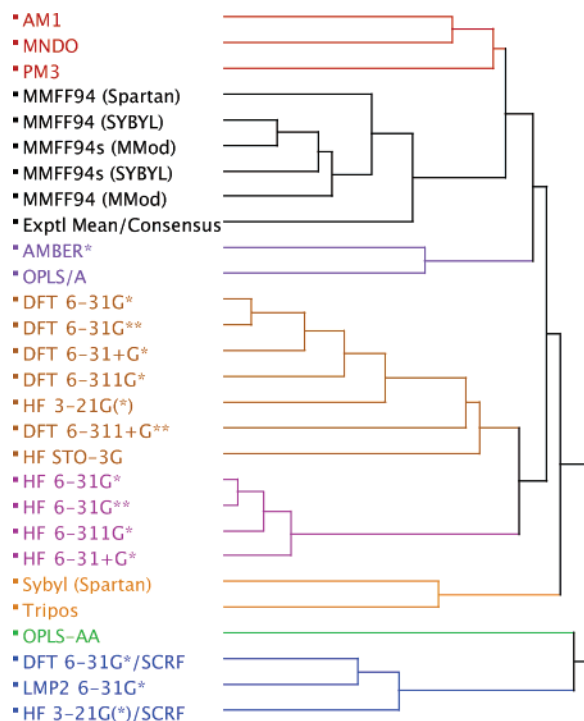 AM1
MNDO
PM3
MMFF94 (Spartan)
MMFF94 (SYBYL)
MMFF94s (MMod)
MMFF94s (SYBYL)
MMFF94 (MMod)
Exptl Mean/Consensus
AMBER*
OPLS/A
DFT 6-31G*
DFT 6-31G**
DFT 6-31+G*
DFT 6-311G*
HF 3-21G(*)
DFT 6-311+G**
HF STO-3G
HF 6-31G*
HF 6-31G**
HF 6-311G*
HF 6-31+G*
Sybyl (Spartan)
Tripos
OPLS-AA
DFT 6-31G*/SCRF
LMP2 6-31G*
HF 3-21G(*)/SCRF